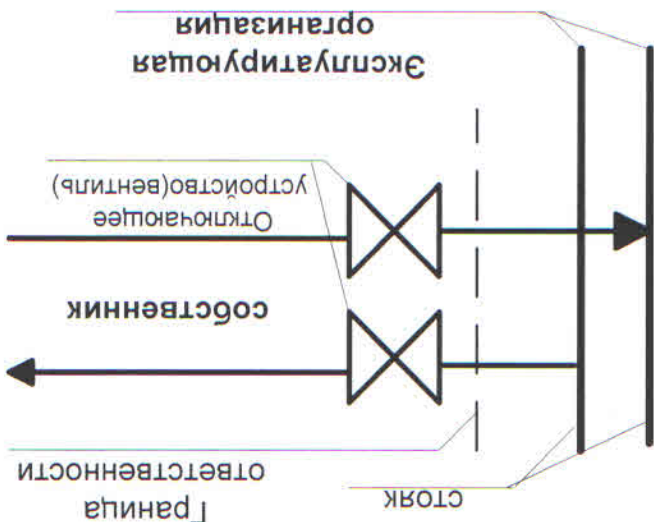 Граница
ответственности
стояк
собственник
Отключающее
устройство(вентиль)
Эксплуатирующая
организация